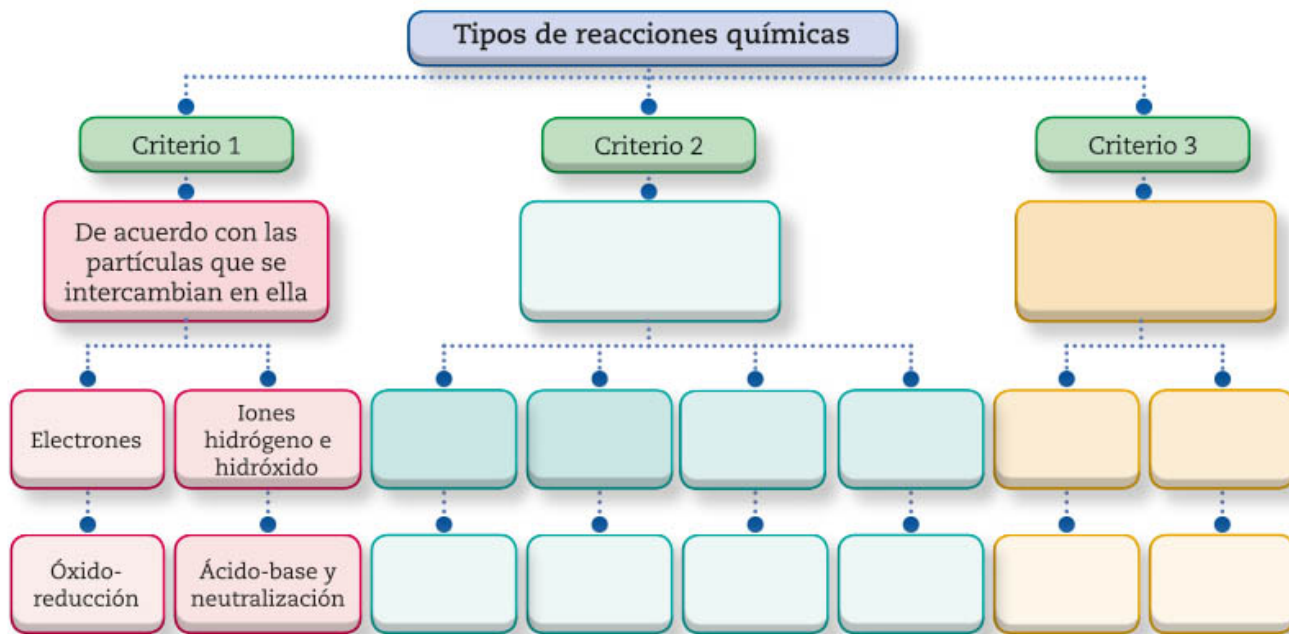 Tipos de reacciones químicas
Criterio 1
Criterio 2
Criterio 3
De acuerdo con las
partículas que se
intercambian en ella
Electrones
Iones
hidrógeno e
hidróxido
Óxido-
reducción
Ácido-base y
neutralización